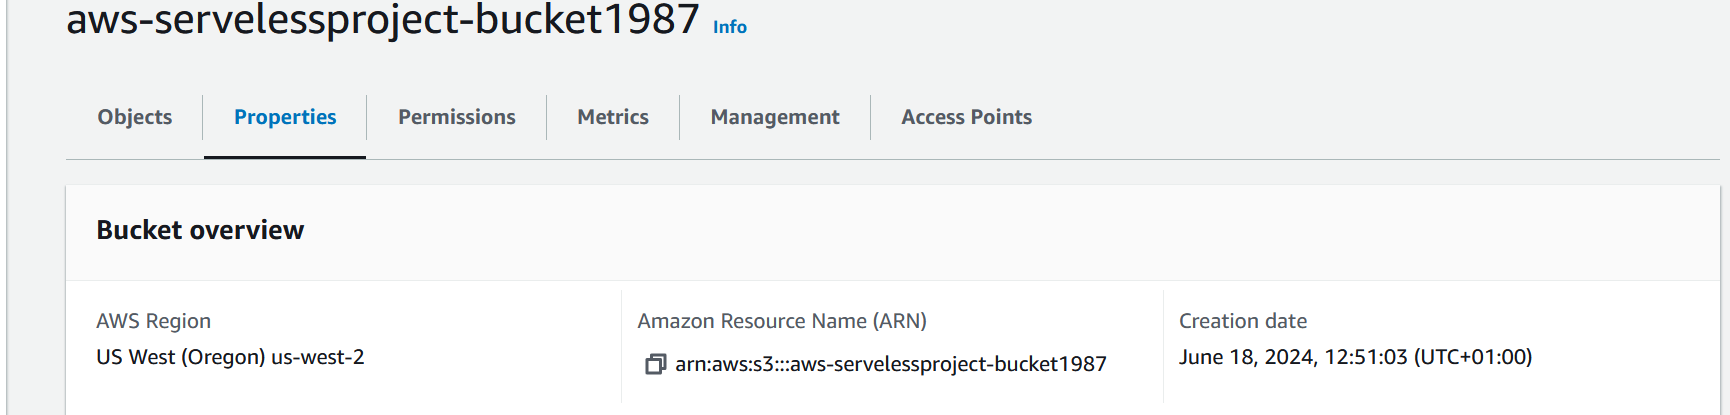 aws-servelessproject-bucket1987 Info
Objects Properties Permissions Metrics Management Access Points
Bucket overview
AWS Region Amazon Resource Name (ARN) Creation date
US West (Oregon) us-west-2 arn:aws:s3:::aws-servelessproject-bucket1987 June 18, 2024, 12:51:03 (UTC+01:00)